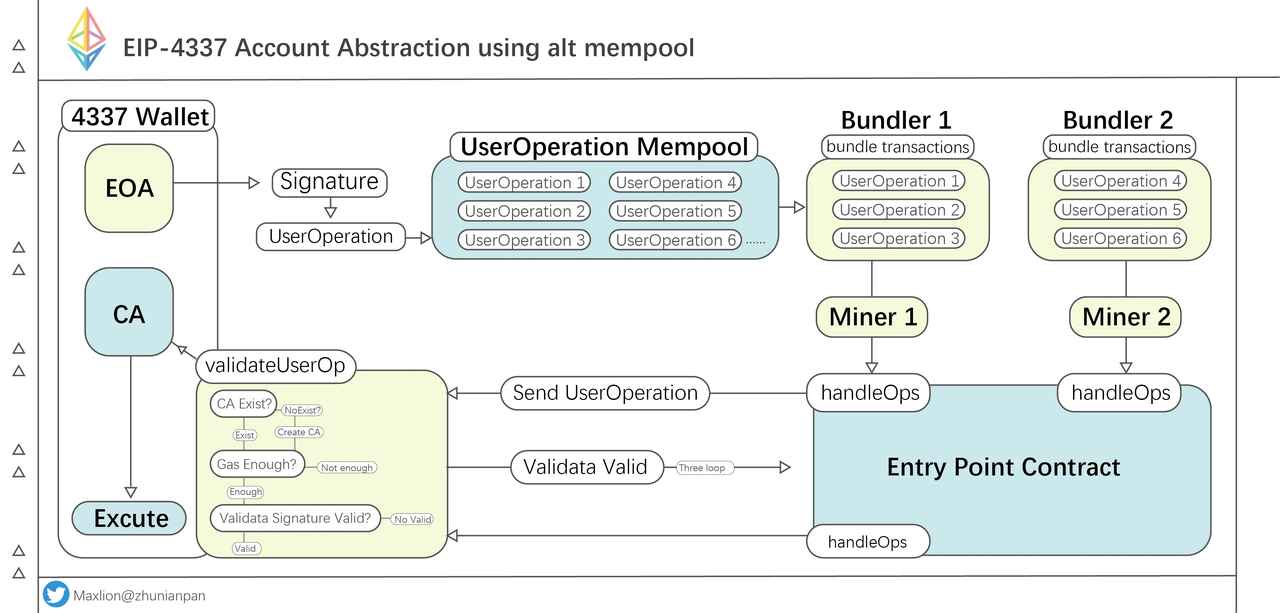 EIP-4337 Account Abstraction using alt mempool
4337 Wallet
EOA
CA
Excute
Signature
UserOperation
UserOperation Mempool
UserOperation 1
UserOperation 4
UserOperation 2
UserOperation 5
UserOperation 3
UserOperation 6 ......
Bundler 1
bundle transactions
UserOperation 1
UserOperation 2
UserOperation 3
Miner 1
Bundler 2
bundle transactions
UserOperation 4
UserOperation 5
UserOperation 6
Miner 2
validateUserOp
CA Exist?
NoExist?
Exist
Create CA
Gas Enough?
Not enough
Enough
Validata Signature Valid?
No Valid
Valid
Send UserOperation
Validata Valid
Three loop
handleOps
handleOps
Entry Point Contract
handleOps
Maxlion@zhunianpan